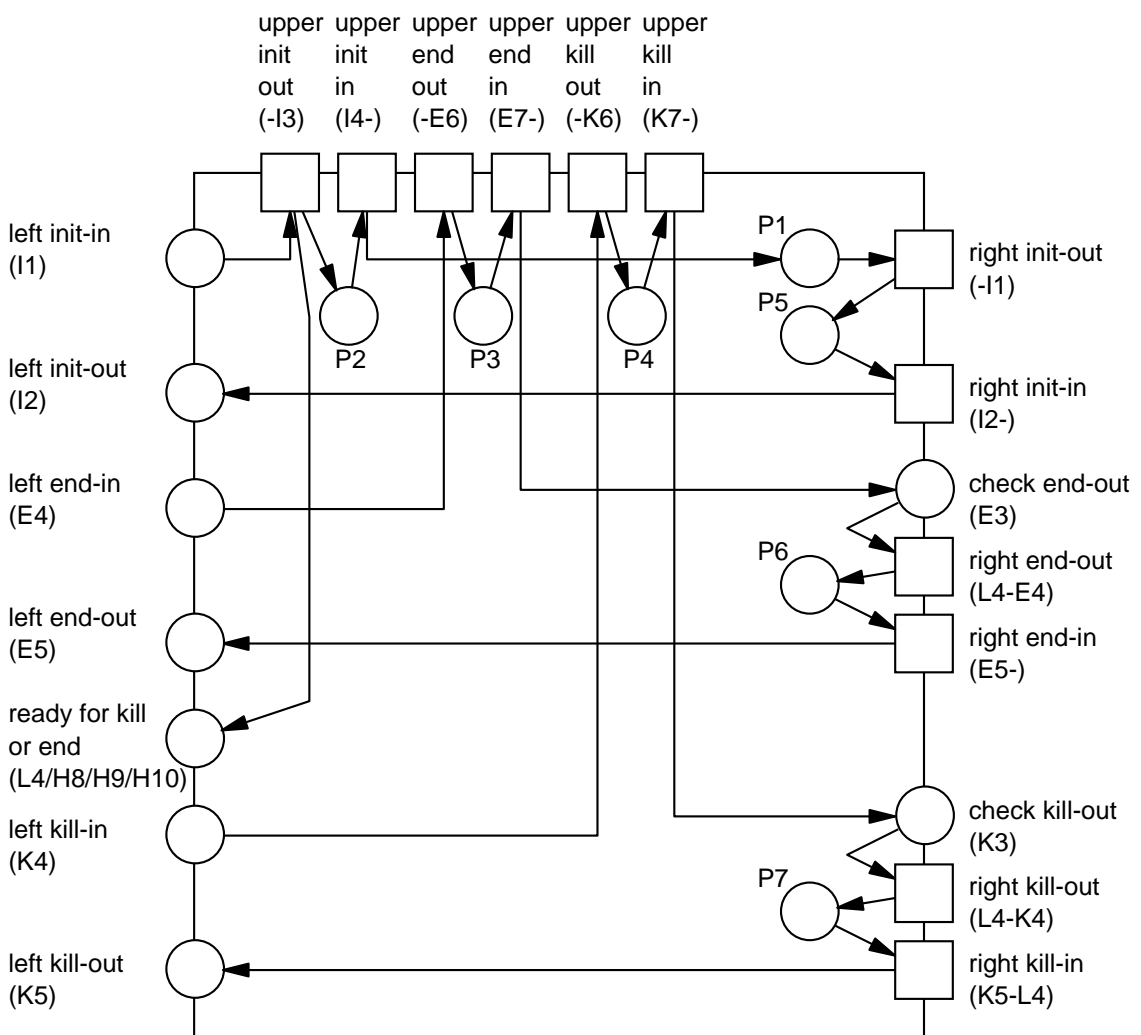 upper upper upper upper upper upper
init init end end kill kill
out in out in out in
(-I3) (I4-) (-E6) (E7-) (-K6) (K7-)
left init-in
(I1)
P1
right init-out
(-I1)
P5
P2 P3 P4
left init-out
(I2)
right init-in
(I2-)
left end-in
(E4)
check end-out
(E3)
P6
right end-out
(L4-E4)
left end-out
(E5)
right end-in
(E5-)
ready for kill
or end
(L4/H8/H9/H10)
left kill-in
(K4)
check kill-out
(K3)
P7
right kill-out
(L4-K4)
left kill-out
(K5)
right kill-in
(K5-L4)